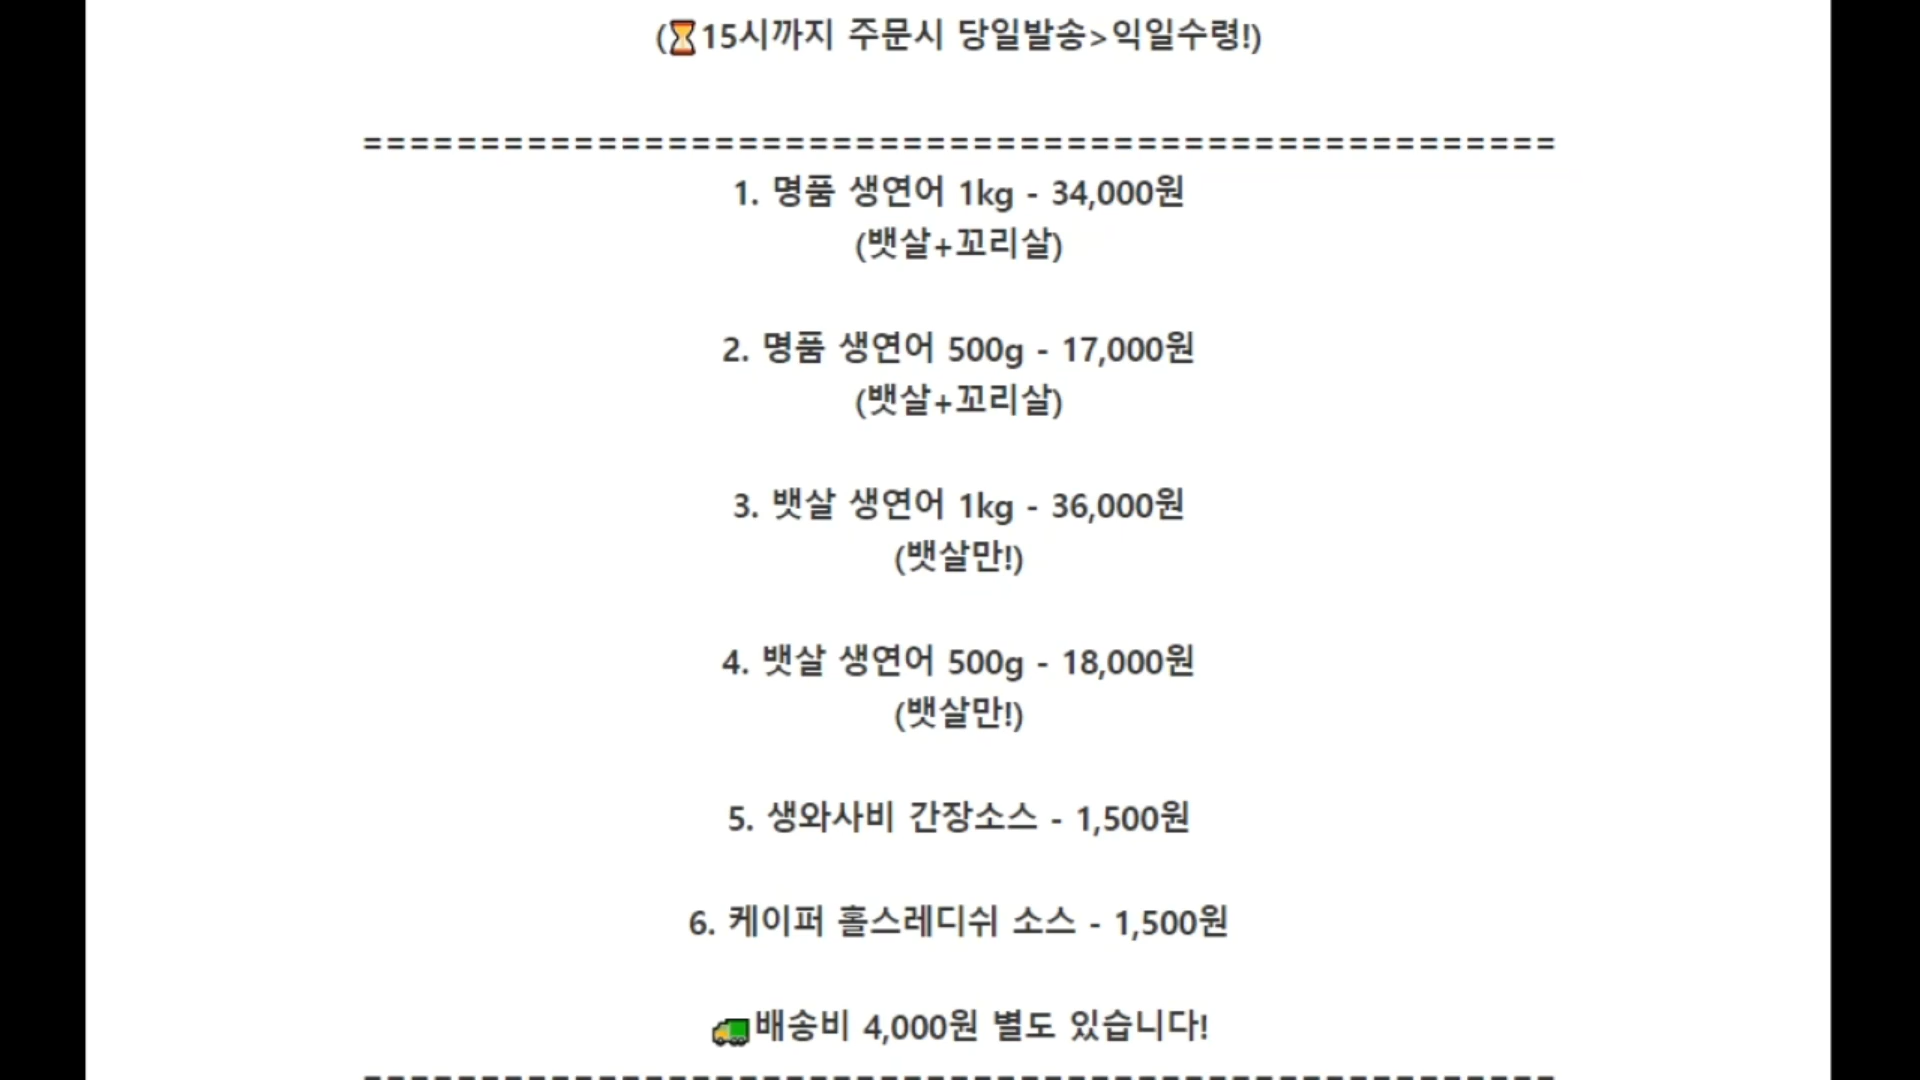 (⏳15시까지 주문시 당일발송>익일수령!)
===================================================
1. 명품 생연어 1kg - 34,000원
(뱃살+꼬리살)
2. 명품 생연어 500g - 17,000원
(뱃살+꼬리살)
3. 뱃살 생연어 1kg - 36,000원
(뱃살만!)
4. 뱃살 생연어 500g - 18,000원
(뱃살만!)
5. 생와사비 간장소스 - 1,500원
6. 케이퍼 홀스레디쉬 소스 - 1,500원
🚛배송비 4,000원 별도 있습니다!
===================================================